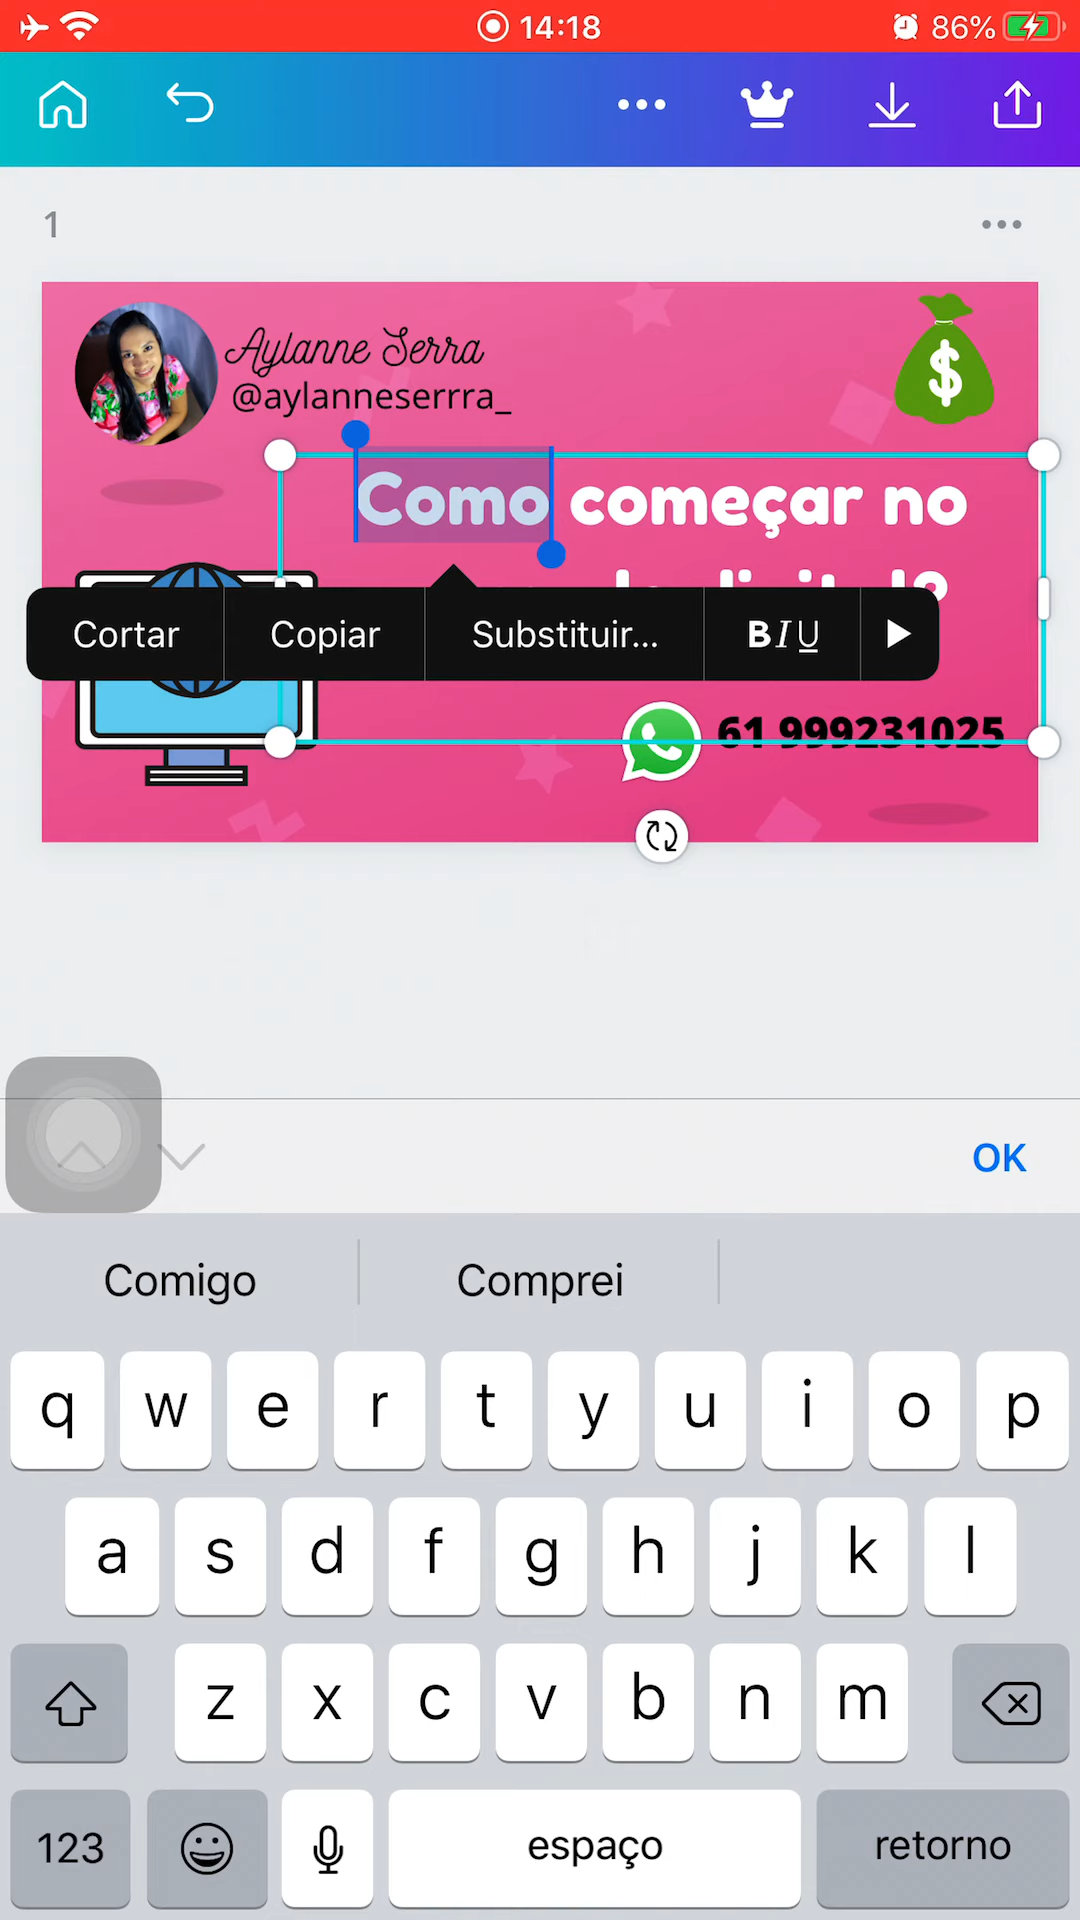 14:18
86%
1
Aylanne Serra
@aylanneserrra_
$
Como começar no
Cortar Copiar Substituir... BIU
61 999231025
OK
Comigo Comprei
q w e r t y u i o p
a s d f g h j k l
z x c v b n m
123 espaço retorno